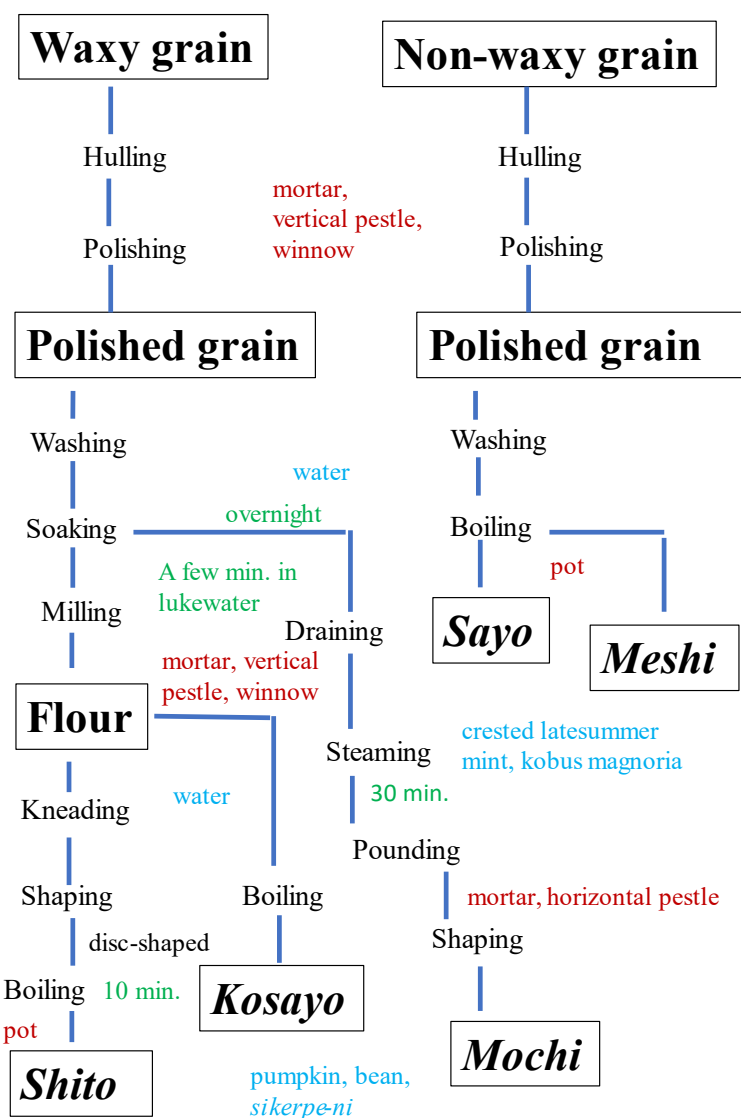 Waxy grain
Non-waxy grain
Hulling
Hulling
mortar,
vertical pestle,
winnow
Polishing
Polishing
Polished grain
Polished grain
Washing
Washing
water
overnight
Soaking
Boiling
A few min. in
lukewater
pot
Milling
Draining
Sayo
Meshi
mortar, vertical
pestle, winnow
Flour
Steaming
crested latesummer
mint, kobus magnoria
30 min.
water
Kneading
Pounding
Shaping
Boiling
mortar, horizontal pestle
Shaping
disc-shaped
Boiling
10 min.
Kosayo
pot
Mochi
Shito
pumpkin, bean,
sikerpe-ni